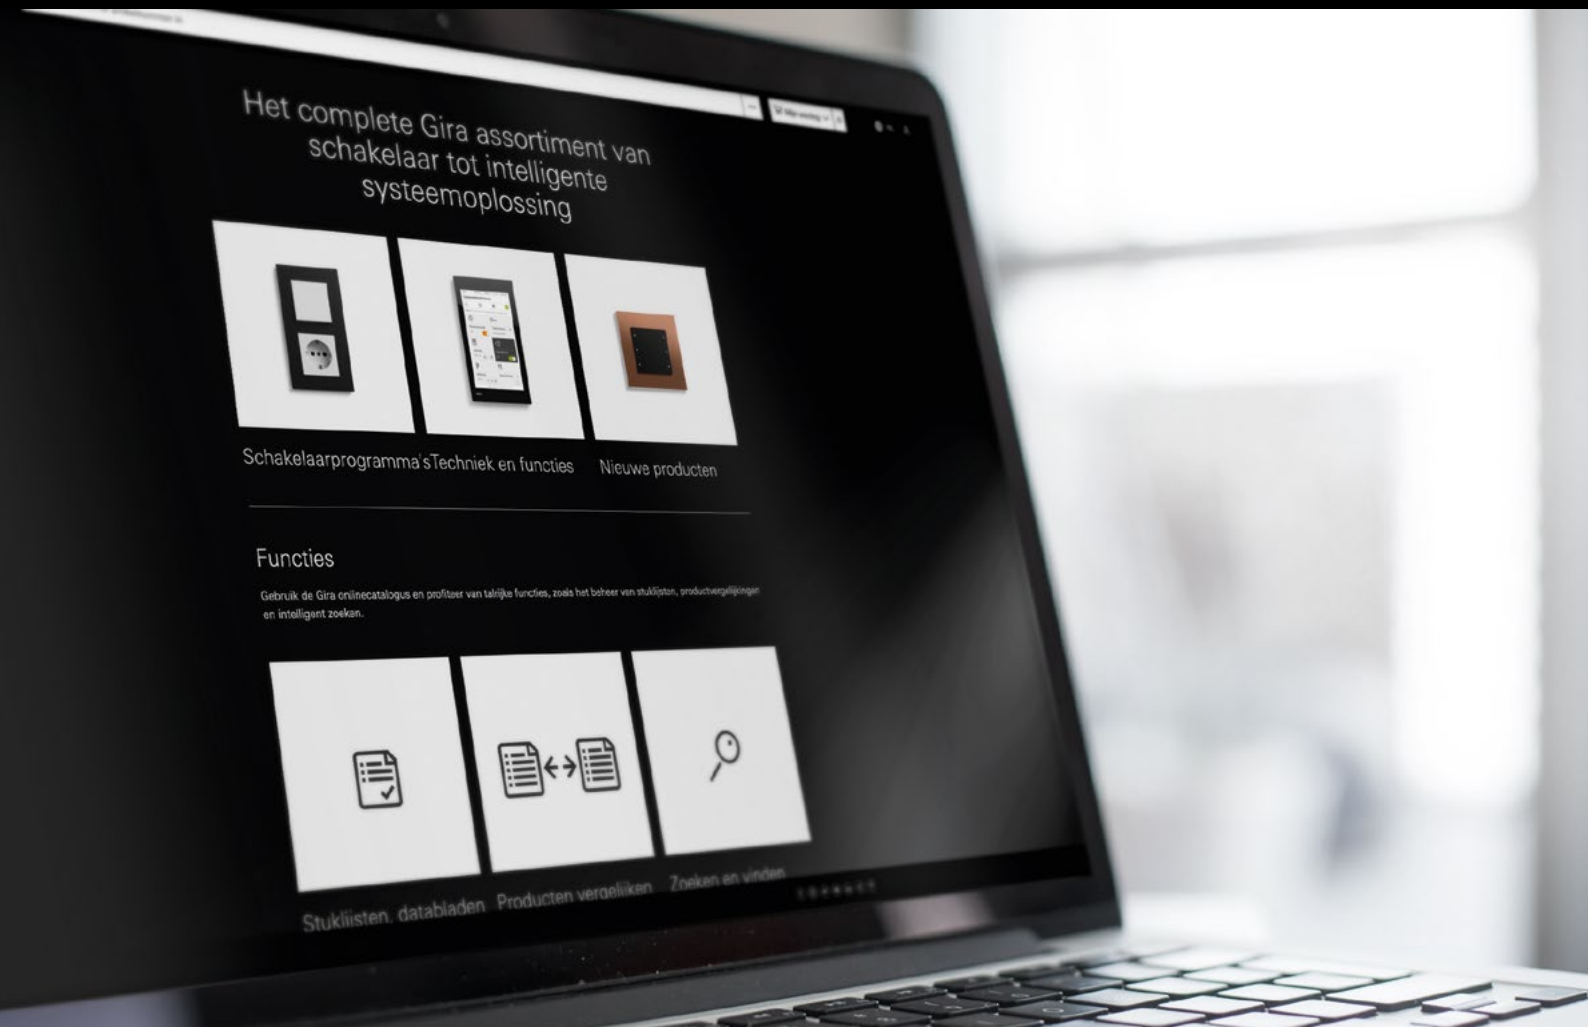 Het complete Gira assortiment van
schakelaar tot intelligente
systeemoplossing
Schakelaarprogramma's
Techniek en functies
Nieuwe producten
Functies
Gebruik de Gira onlinecatalogus en profiteer van talrijke functies, zoals het beheer van stuklijsten, productvergelijkingen
en intelligent zoeken.
Stuklijsten, databladen
Producten vergelijken
Zoeken en vinden